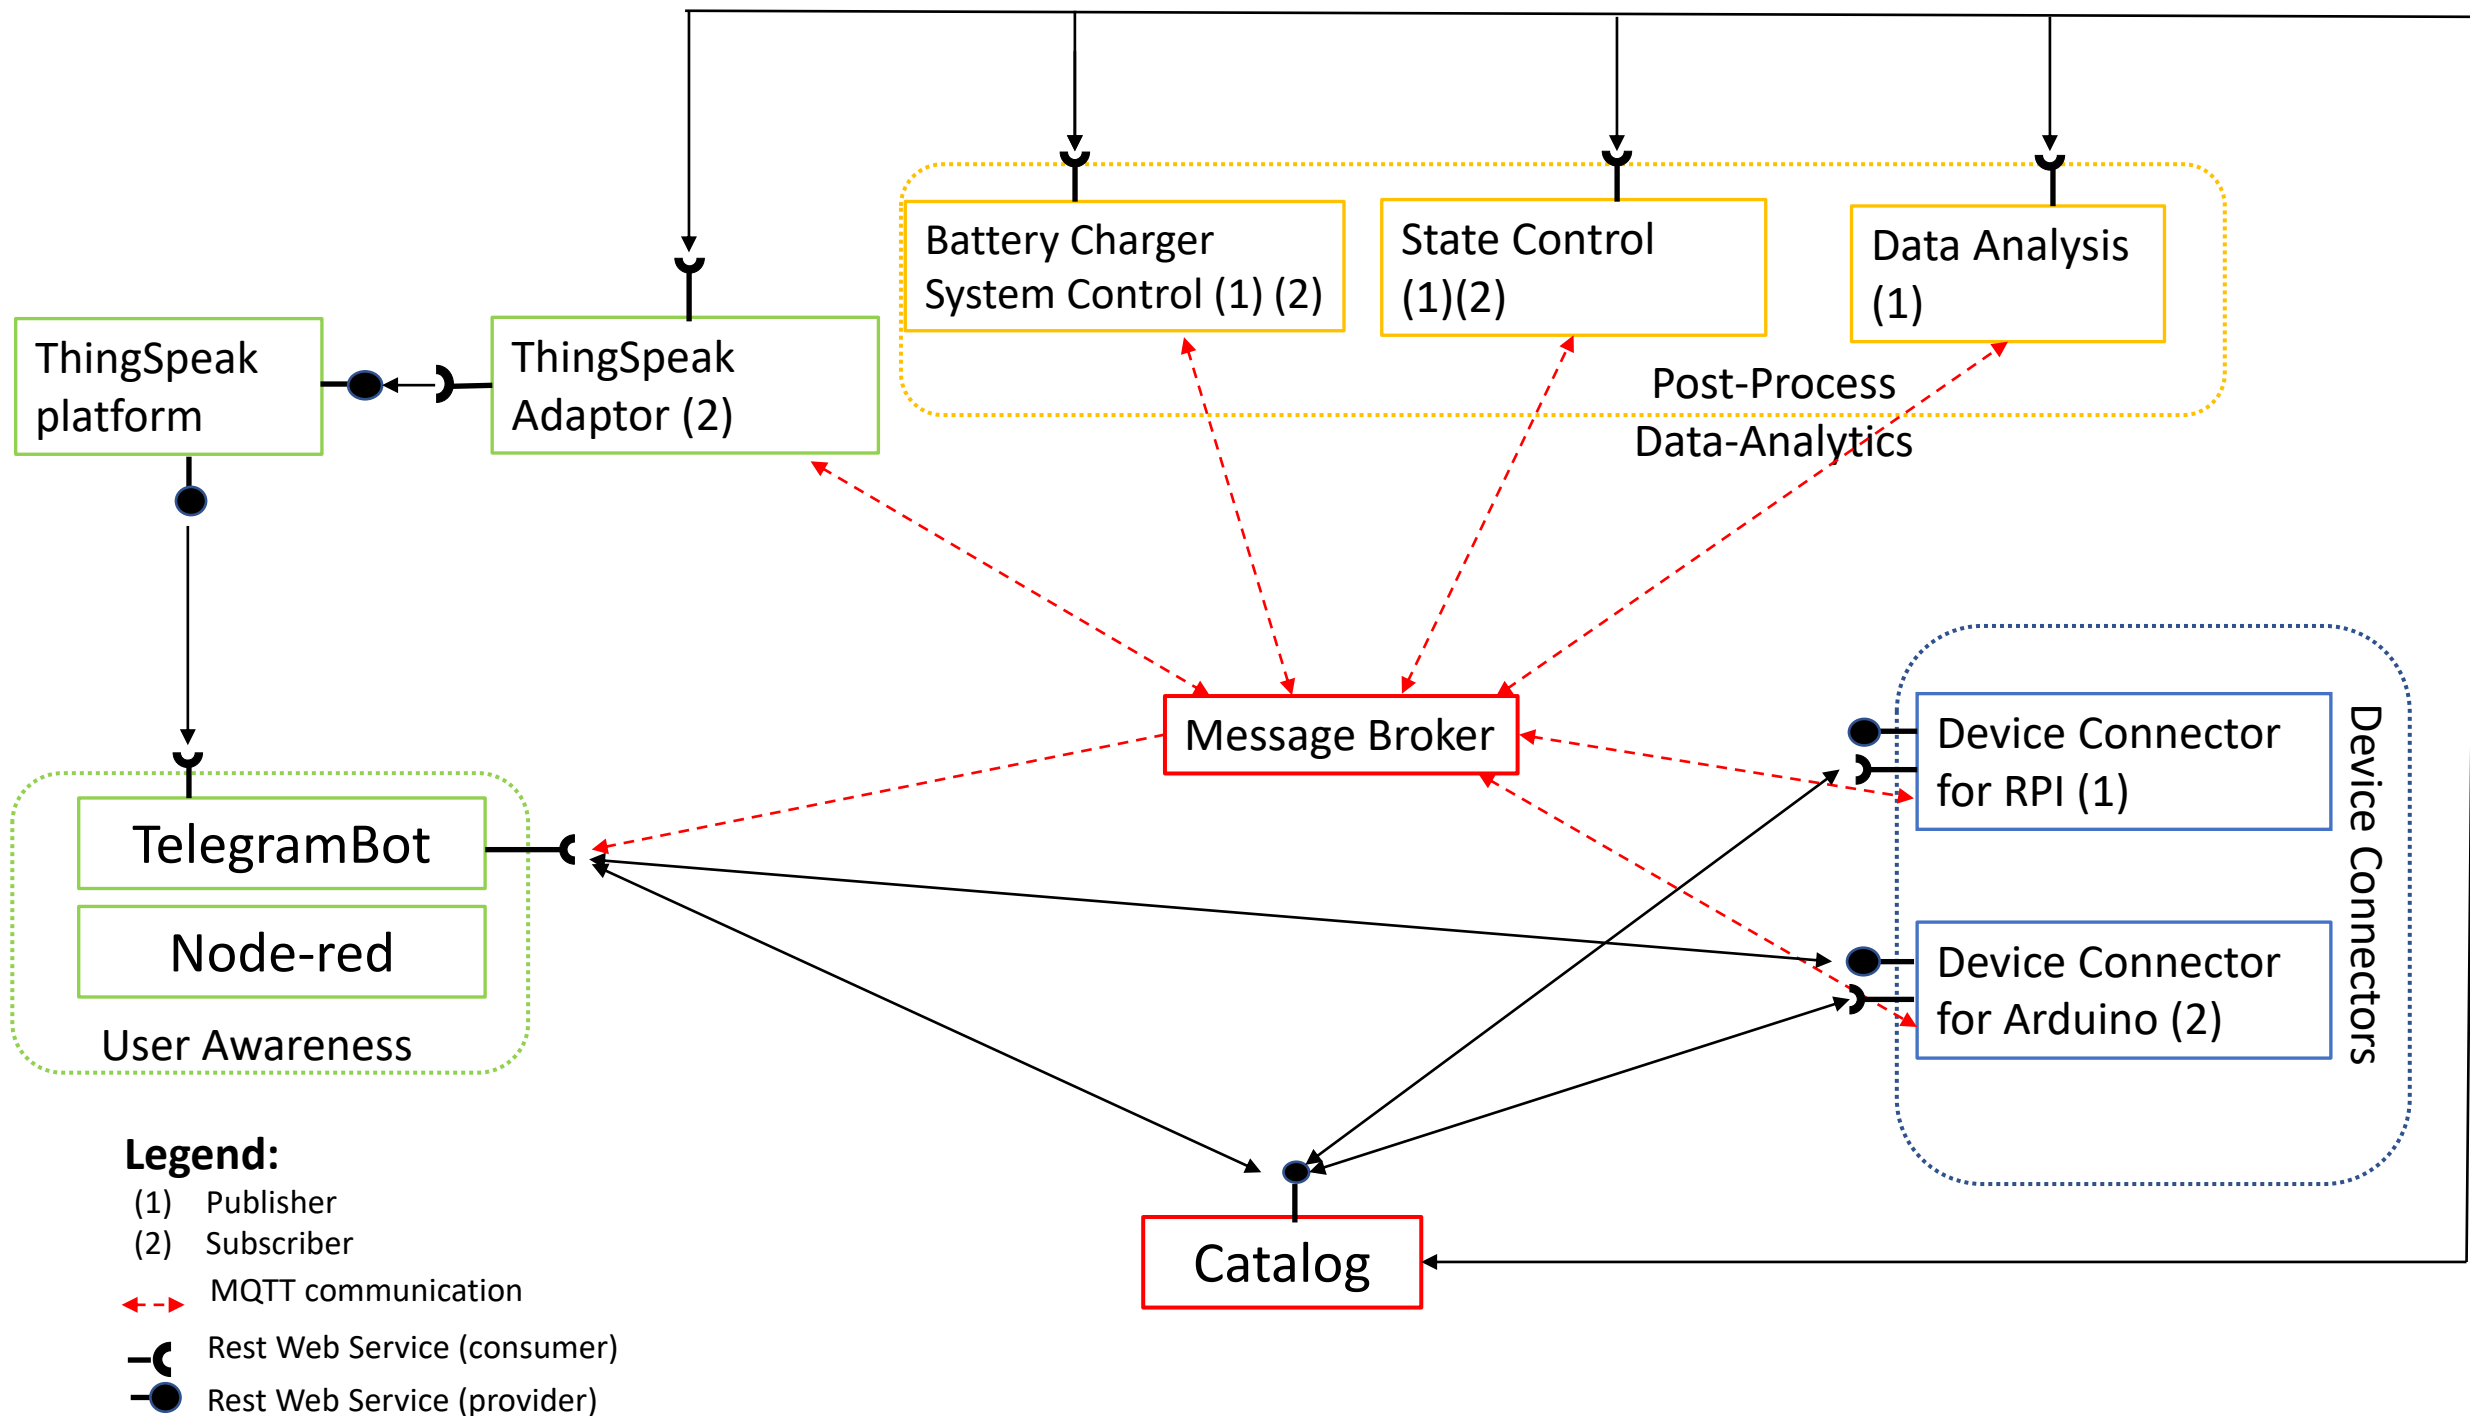 Battery Charger
System Control (1) (2)
State Control
(1)(2)
Data Analysis
(1)
ThingSpeak
platform
ThingSpeak
Adaptor (2)
Post-Process
Data-Analytics
Message Broker
Device Connector
for RPI (1)
Device Connectors
TelegramBot
Node-red
User Awareness
Device Connector
for Arduino (2)
Catalog
Legend:
(1) Publisher
(2) Subscriber
MQTT communication
Rest Web Service (consumer)
Rest Web Service (provider)